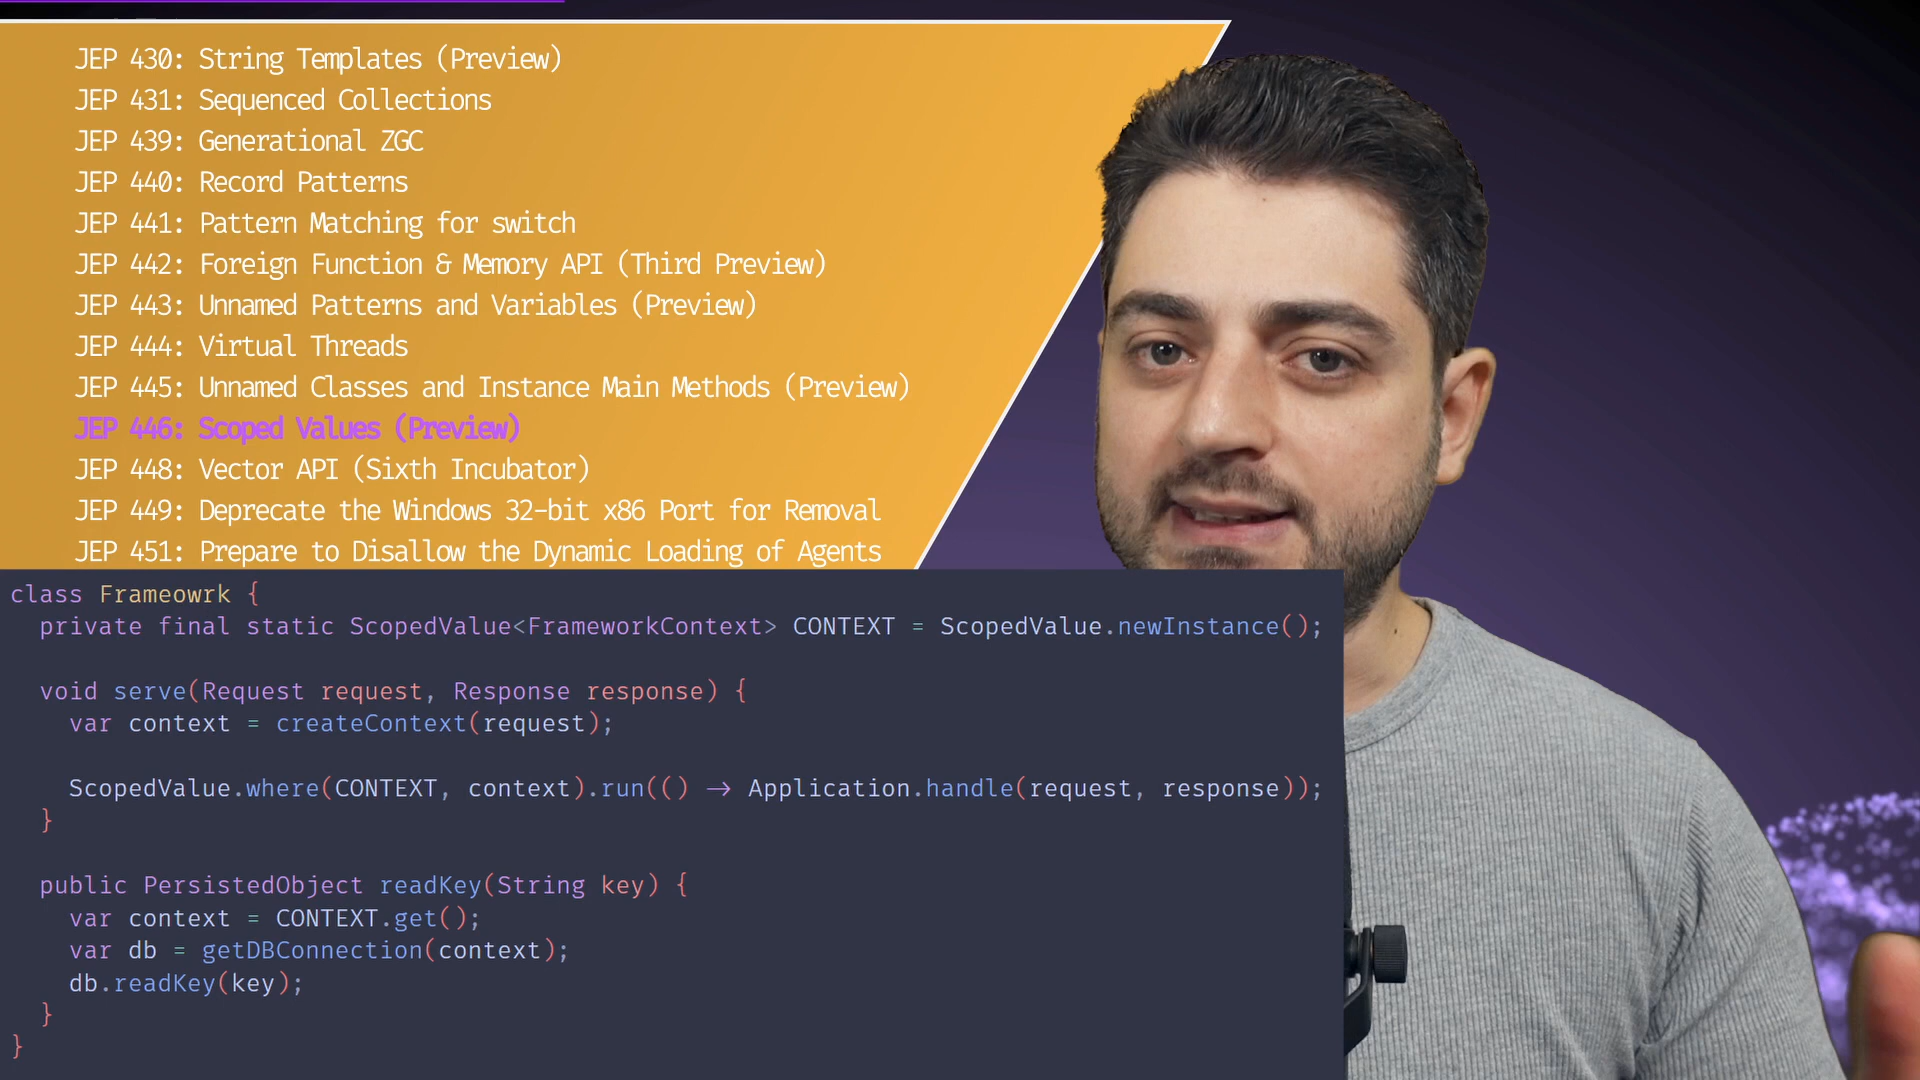 JEP 430: String Templates (Preview)
JEP 431: Sequenced Collections
JEP 439: Generational ZGC
JEP 440: Record Patterns
JEP 441: Pattern Matching for switch
JEP 442: Foreign Function & Memory API (Third Preview)
JEP 443: Unnamed Patterns and Variables (Preview)
JEP 444: Virtual Threads
JEP 445: Unnamed Classes and Instance Main Methods (Preview)
JEP 446: Scoped Values (Preview)
JEP 448: Vector API (Sixth Incubator)
JEP 449: Deprecate the Windows 32-bit x86 Port for Removal
JEP 451: Prepare to Disallow the Dynamic Loading of Agents
class Frameowrk {
  private final static ScopedValue<FrameworkContext> CONTEXT = ScopedValue.newInstance();
  void serve(Request request, Response response) {
    var context = createContext(request);
    ScopedValue.where(CONTEXT, context).run(() -> Application.handle(request, response));
  }
  public PersistedObject readKey(String key) {
    var context = CONTEXT.get();
    var db = getDBConnection(context);
    db.readKey(key);
  }
}